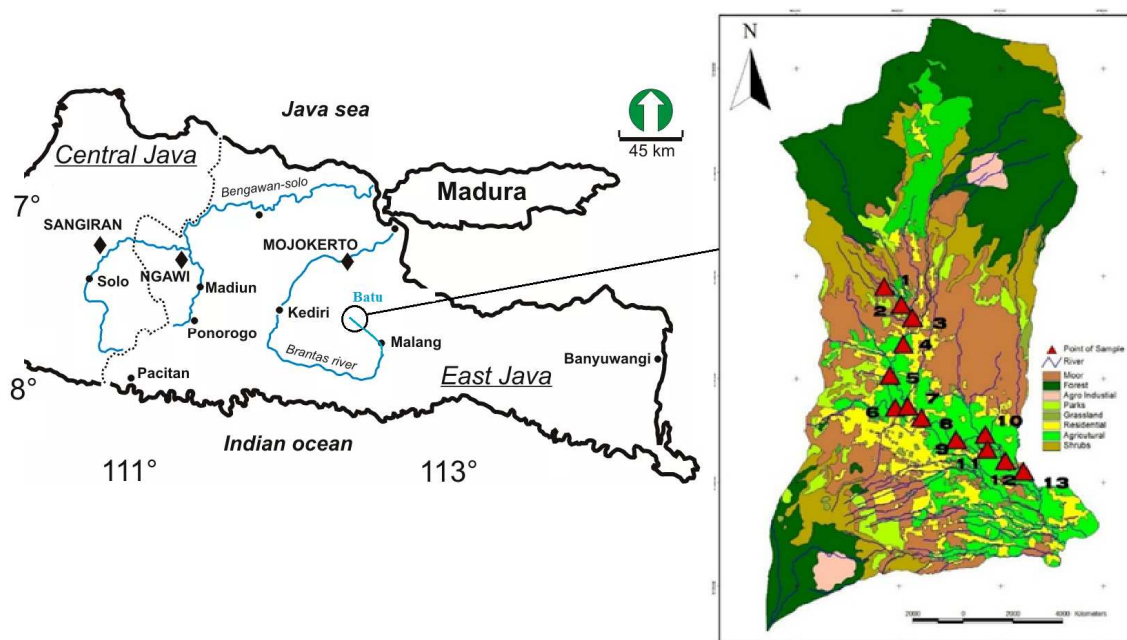 Java sea
45 km
Central Java
Bengawan-solo
Madura
7°
SANGIRAN
MOJOKERTO
NGAWI
Solo
Madiun
Batu
Kediri
Ponorogo
Malang
Brantas river
Banyuwangi
Pacitan
East Java
8°
Indian ocean
111°
113°
N
1
2
3
4
5
6
7
8
9
10
11
12
13
Point of Sample
River
Moor
Forest
Agro Industial
Parks
Grassland
Residential
Agricutural
Shrubs
2000 0 2000 4000 Kilometers